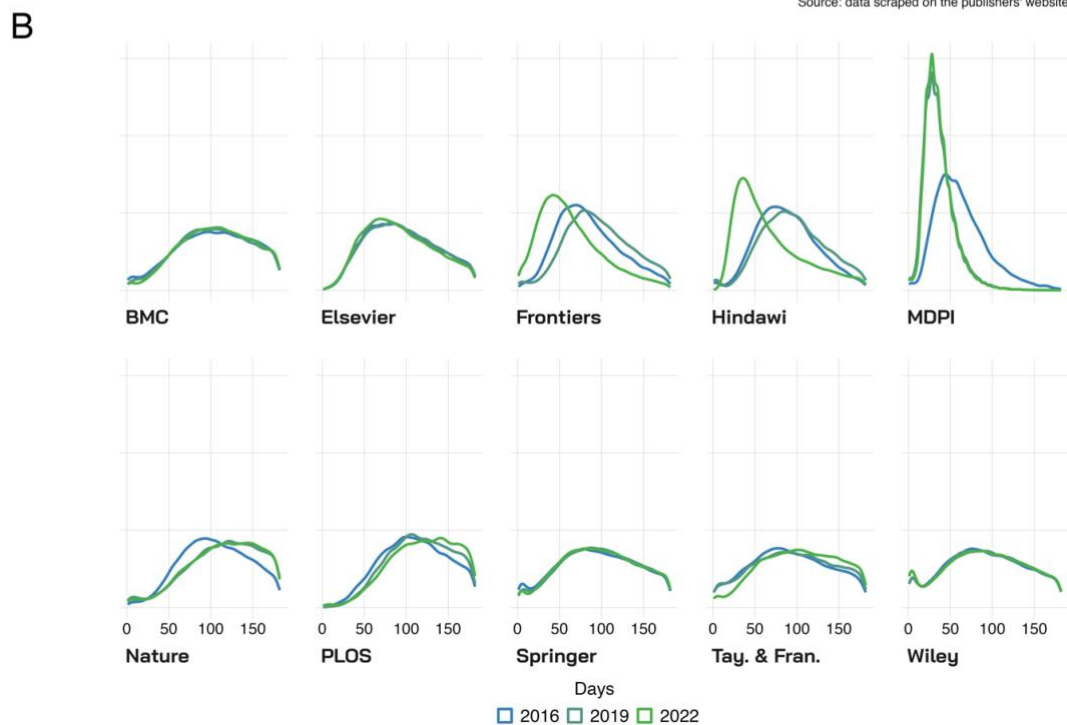 Source: data scraped on the publishers' website
B
BMC Elsevier Frontiers Hindawi MDPI
0 50 100 150 0 50 100 150 0 50 100 150 0 50 100 150 0 50 100 150
Nature PLOS Springer Tay. & Fran. Wiley
Days
2016 2019 2022